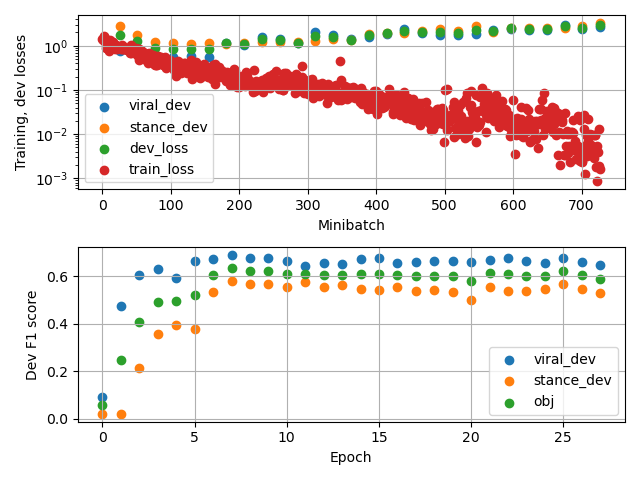 Training, dev losses
10⁰
10⁻¹
10⁻²
10⁻³
viral_dev
stance_dev
dev_loss
train_loss
0 100 200 300 400 500 600 700
Minibatch
Dev F1 score
0.6
0.4
0.2
0.0
viral_dev
stance_dev
obj
0 5 10 15 20 25
Epoch